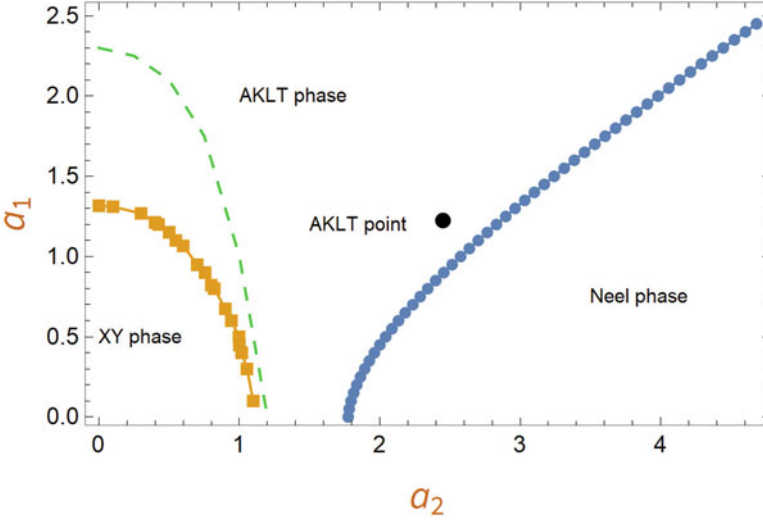 2.5
2.0
AKLT phase
1.5
a₁
AKLT point
1.0
Neel phase
0.5
XY phase
0.0
0 1 2 3 4
a₂